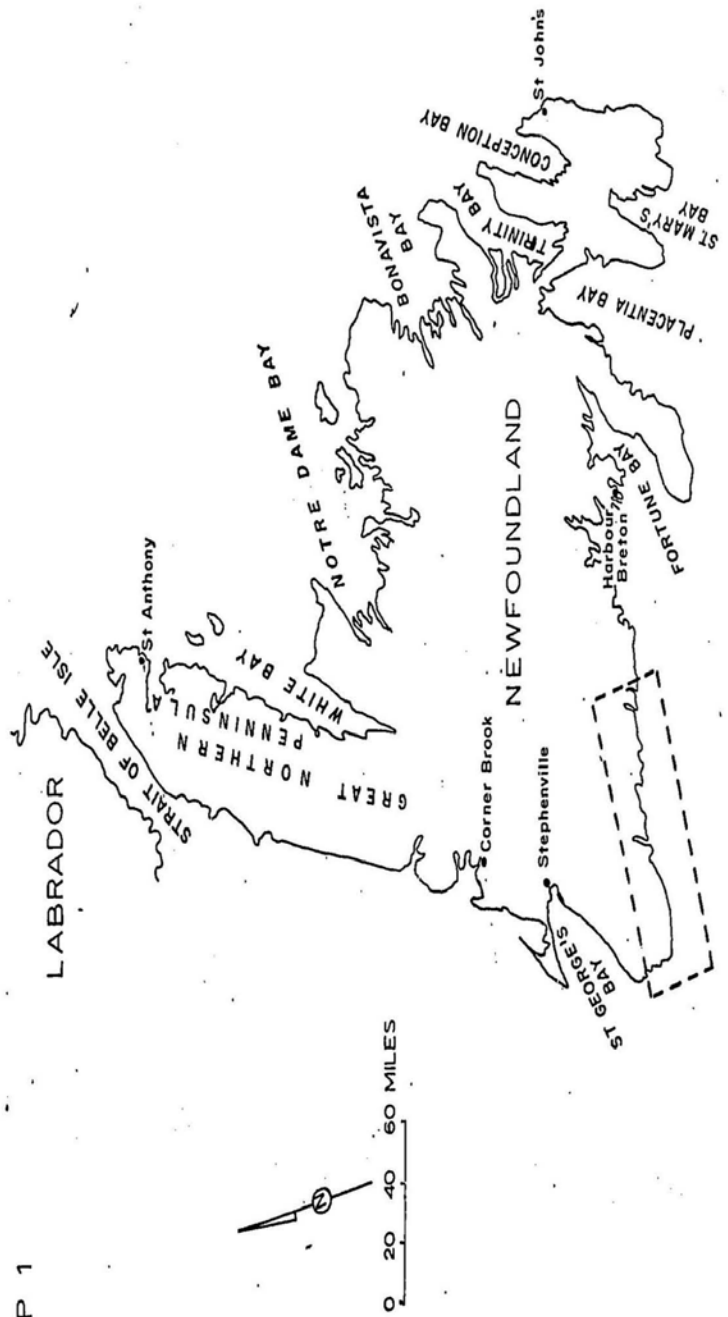 P 1
LABRADOR
STRAIT OF BELLE ISLE
St Anthony
GREAT NORTHERN
PENNINSULA
WHITE BAY
NOTRE DAME BAY
BONAVISTA
BAY
TRINITY BAY
CONCEPTION BAY
St John's
ST. MARY'S
BAY
PLACENTIA BAY
FORTUNE BAY
Harbour
Breton
NEWFOUNDLAND
Corner Brook
Stephenville
ST GEORGE'S
BAY
N
0 20 40 60 MILES